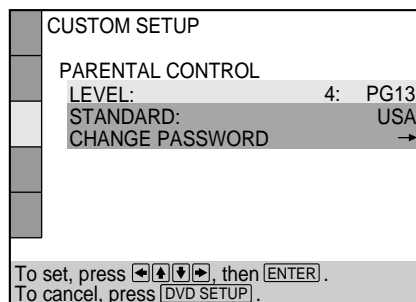 CUSTOM SETUP
PARENTAL CONTROL
LEVEL: 4: PG13
STANDARD: USA
CHANGE PASSWORD →
To set, press ←↑↓→, then ENTER.
To cancel, press DVD SETUP.